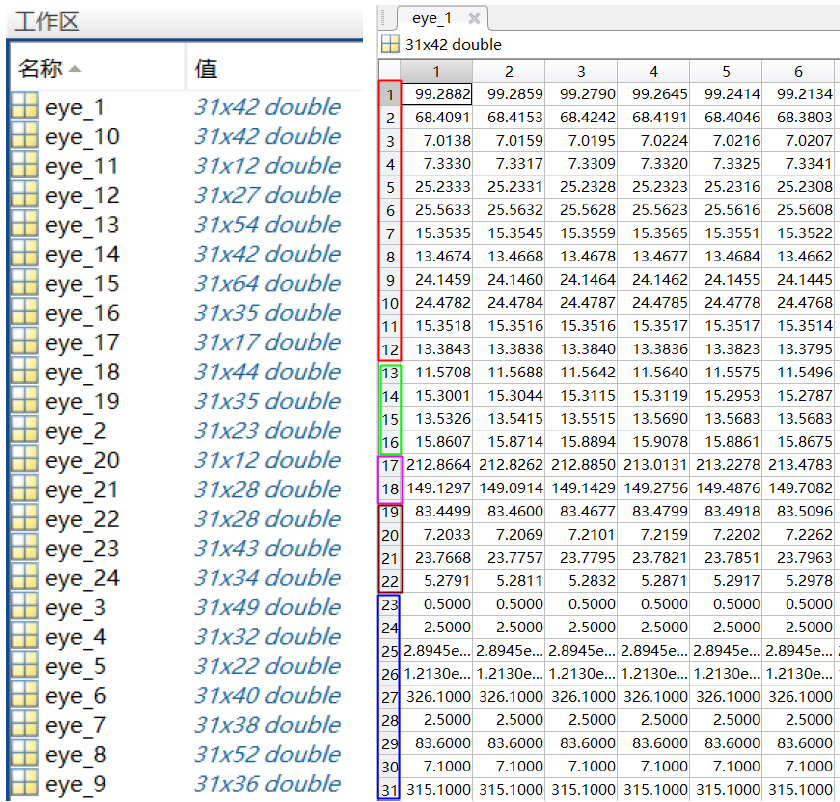 工作区
名称 值
eye_1 31x42 double
eye_10 31x42 double
eye_11 31x12 double
eye_12 31x27 double
eye_13 31x54 double
eye_14 31x42 double
eye_15 31x64 double
eye_16 31x35 double
eye_17 31x17 double
eye_18 31x44 double
eye_19 31x35 double
eye_2 31x23 double
eye_20 31x12 double
eye_21 31x28 double
eye_22 31x28 double
eye_23 31x43 double
eye_24 31x34 double
eye_3 31x49 double
eye_4 31x32 double
eye_5 31x22 double
eye_6 31x40 double
eye_7 31x38 double
eye_8 31x52 double
eye_9 31x36 double
eye_1
31x42 double
1 2 3 4 5 6
1 99.2882 99.2859 99.2790 99.2645 99.2414 99.2134
2 68.4091 68.4153 68.4242 68.4191 68.4046 68.3803
3 7.0138 7.0159 7.0195 7.0224 7.0216 7.0207
4 7.3330 7.3317 7.3309 7.3320 7.3325 7.3341
5 25.2333 25.2331 25.2328 25.2323 25.2316 25.2308
6 25.5633 25.5632 25.5628 25.5623 25.5616 25.5608
7 15.3535 15.3545 15.3559 15.3565 15.3551 15.3522
8 13.4674 13.4668 13.4678 13.4677 13.4684 13.4662
9 24.1459 24.1460 24.1464 24.1462 24.1455 24.1445
10 24.4782 24.4784 24.4787 24.4785 24.4778 24.4768
11 15.3518 15.3516 15.3516 15.3517 15.3517 15.3514
12 13.3843 13.3838 13.3840 13.3836 13.3823 13.3795
13 11.5708 11.5688 11.5642 11.5640 11.5575 11.5496
14 15.3001 15.3044 15.3115 15.3119 15.2953 15.2787
15 13.5326 13.5415 13.5515 13.5690 13.5683 13.5683
16 15.8607 15.8714 15.8894 15.9078 15.8861 15.8675
17 212.8664 212.8262 212.8850 213.0131 213.2278 213.4783
18 149.1297 149.0914 149.1429 149.2756 149.4876 149.7082
19 83.4499 83.4600 83.4677 83.4799 83.4918 83.5096
20 7.2033 7.2069 7.2101 7.2159 7.2202 7.2262
21 23.7668 23.7757 23.7795 23.7821 23.7851 23.7963
22 5.2791 5.2811 5.2832 5.2871 5.2917 5.2978
23 0.5000 0.5000 0.5000 0.5000 0.5000 0.5000
24 2.5000 2.5000 2.5000 2.5000 2.5000 2.5000
25 2.8945e... 2.8945e... 2.8945e... 2.8945e... 2.8945e... 2.8945e...
26 1.2130e... 1.2130e... 1.2130e... 1.2130e... 1.2130e... 1.2130e...
27 326.1000 326.1000 326.1000 326.1000 326.1000 326.1000
28 2.5000 2.5000 2.5000 2.5000 2.5000 2.5000
29 83.6000 83.6000 83.6000 83.6000 83.6000 83.6000
30 7.1000 7.1000 7.1000 7.1000 7.1000 7.1000
31 315.1000 315.1000 315.1000 315.1000 315.1000 315.1000